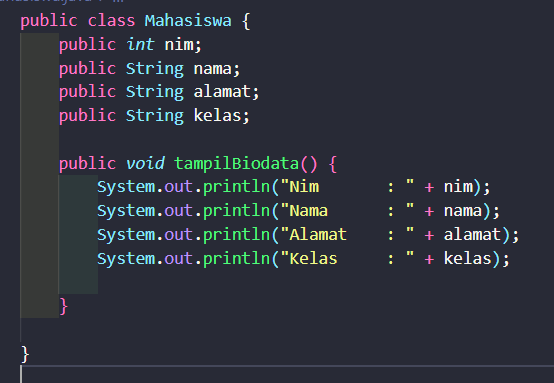 public class Mahasiswa {
    public int nim;
    public String nama;
    public String alamat;
    public String kelas;
    public void tampilBiodata() {
        System.out.println("Nim       : " + nim);
        System.out.println("Nama      : " + nama);
        System.out.println("Alamat    : " + alamat);
        System.out.println("Kelas     : " + kelas);
    }
}